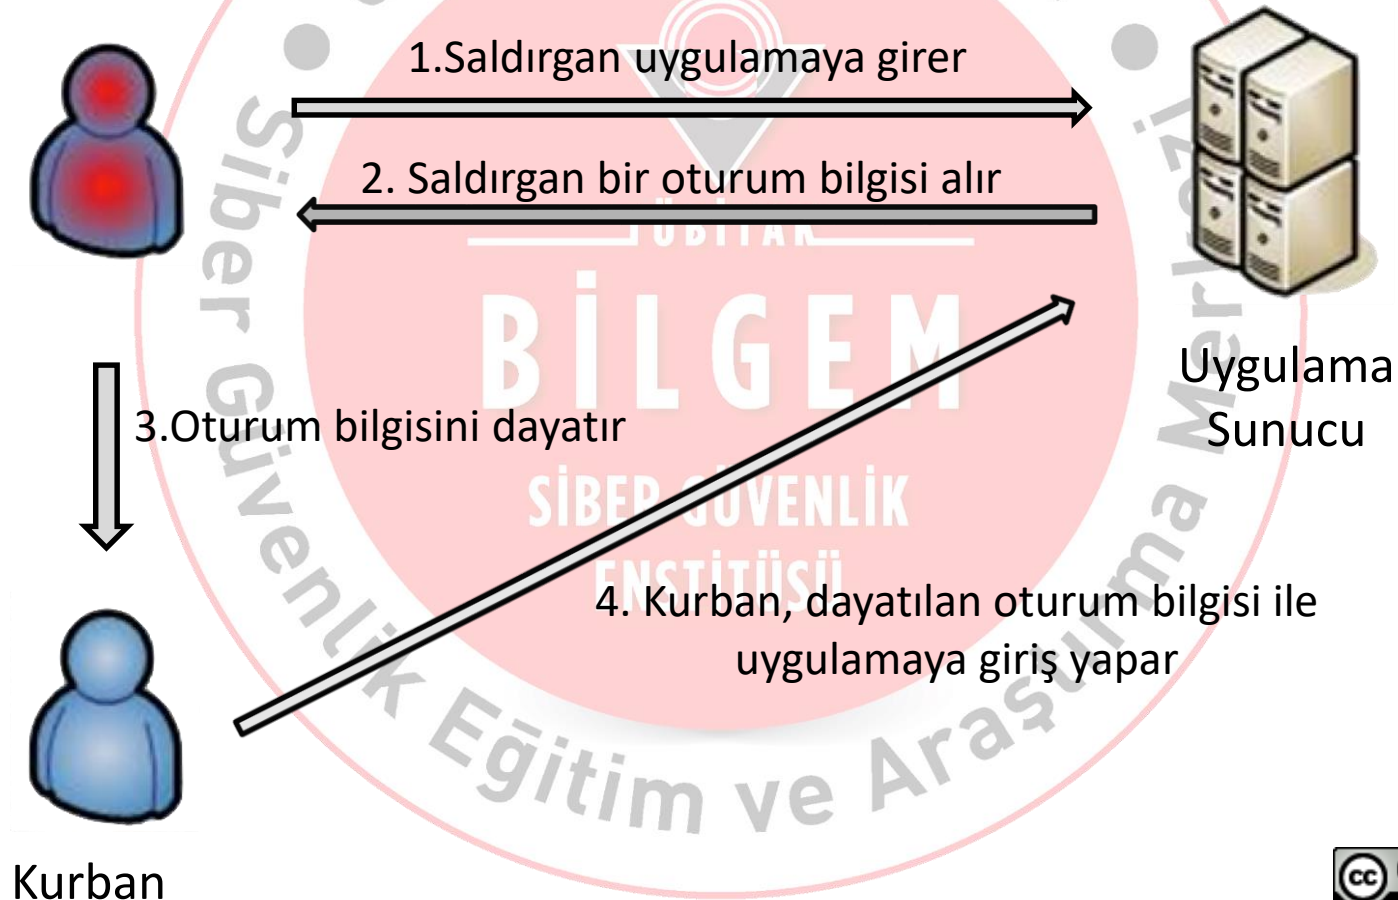 1.Saldırgan uygulamaya girer
2. Saldırgan bir oturum bilgisi alır
TÜBİTAK
BİLGEM
Uygulama
Sunucu
3.Oturum bilgisini dayatır
SİBER GÜVENLİK
ENSTİTÜSÜ
4. Kurban, dayatılan oturum bilgisi ile
uygulamaya giriş yapar
Siber Güvenlik Eğitim ve Araştırma Merkezi
Kurban
cc